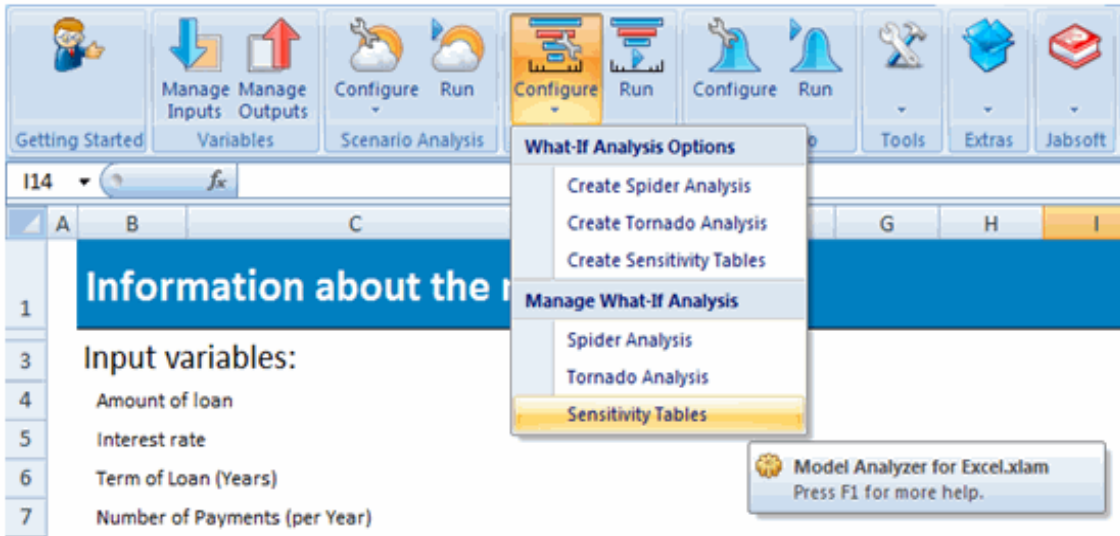 Manage Inputs
Manage Outputs
Configure
Run
Configure
Run
Configure
Run
Getting Started
Variables
Scenario Analysis
Tools
Extras
Jabsoft
What-If Analysis Options
Create Spider Analysis
Create Tornado Analysis
Create Sensitivity Tables
Manage What-If Analysis
Spider Analysis
Tornado Analysis
Sensitivity Tables
Model Analyzer for Excel.xlam
Press F1 for more help.
I14
fx
A B C G H I
1 Information about the
3 Input variables:
4 Amount of loan
5 Interest rate
6 Term of Loan (Years)
7 Number of Payments (per Year)